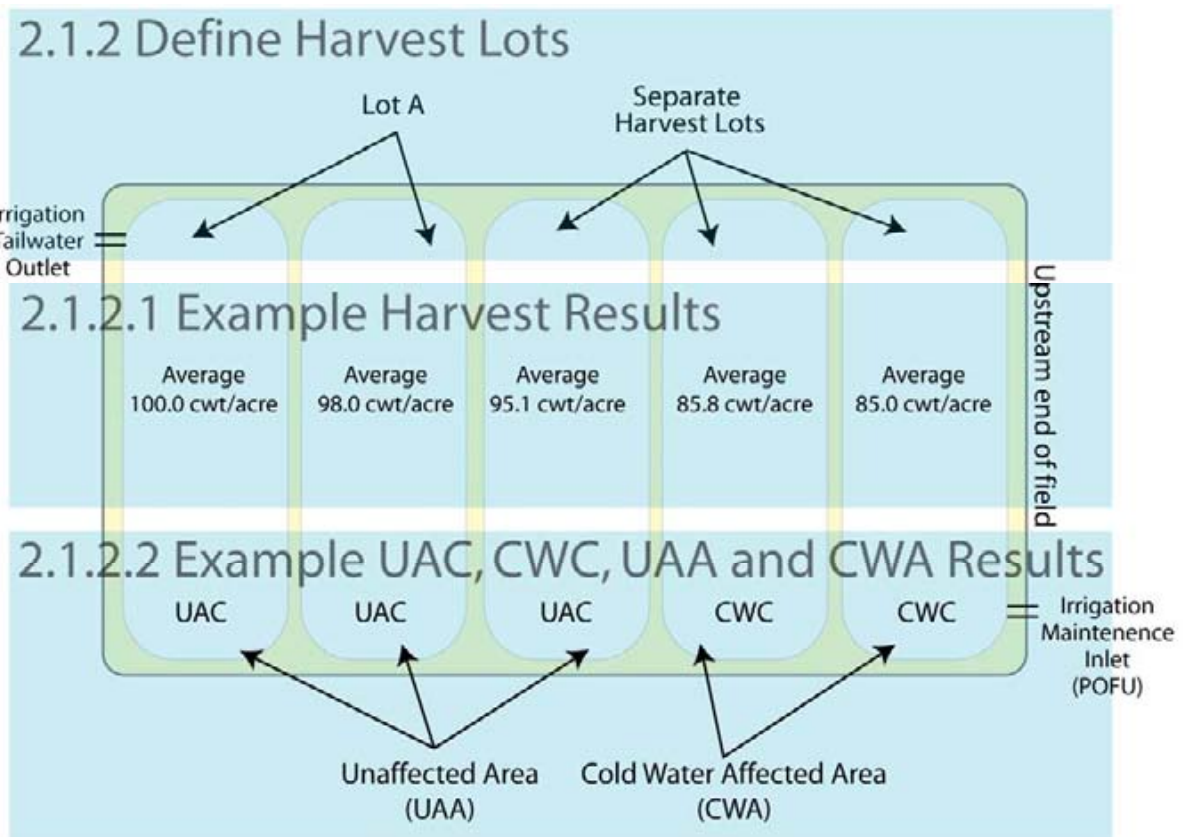 2.1.2 Define Harvest Lots
Lot A
Separate
Harvest Lots
rrigation
Tailwater
Outlet
Upstream end of field
2.1.2.1 Example Harvest Results
Average
100.0 cwt/acre
Average
98.0 cwt/acre
Average
95.1 cwt/acre
Average
85.8 cwt/acre
Average
85.0 cwt/acre
2.1.2.2 Example UAC, CWC, UAA and CWA Results
UAC
UAC
UAC
CWC
CWC
Irrigation
Maintenence
Inlet
(POFU)
Unaffected Area
(UAA)
Cold Water Affected Area
(CWA)